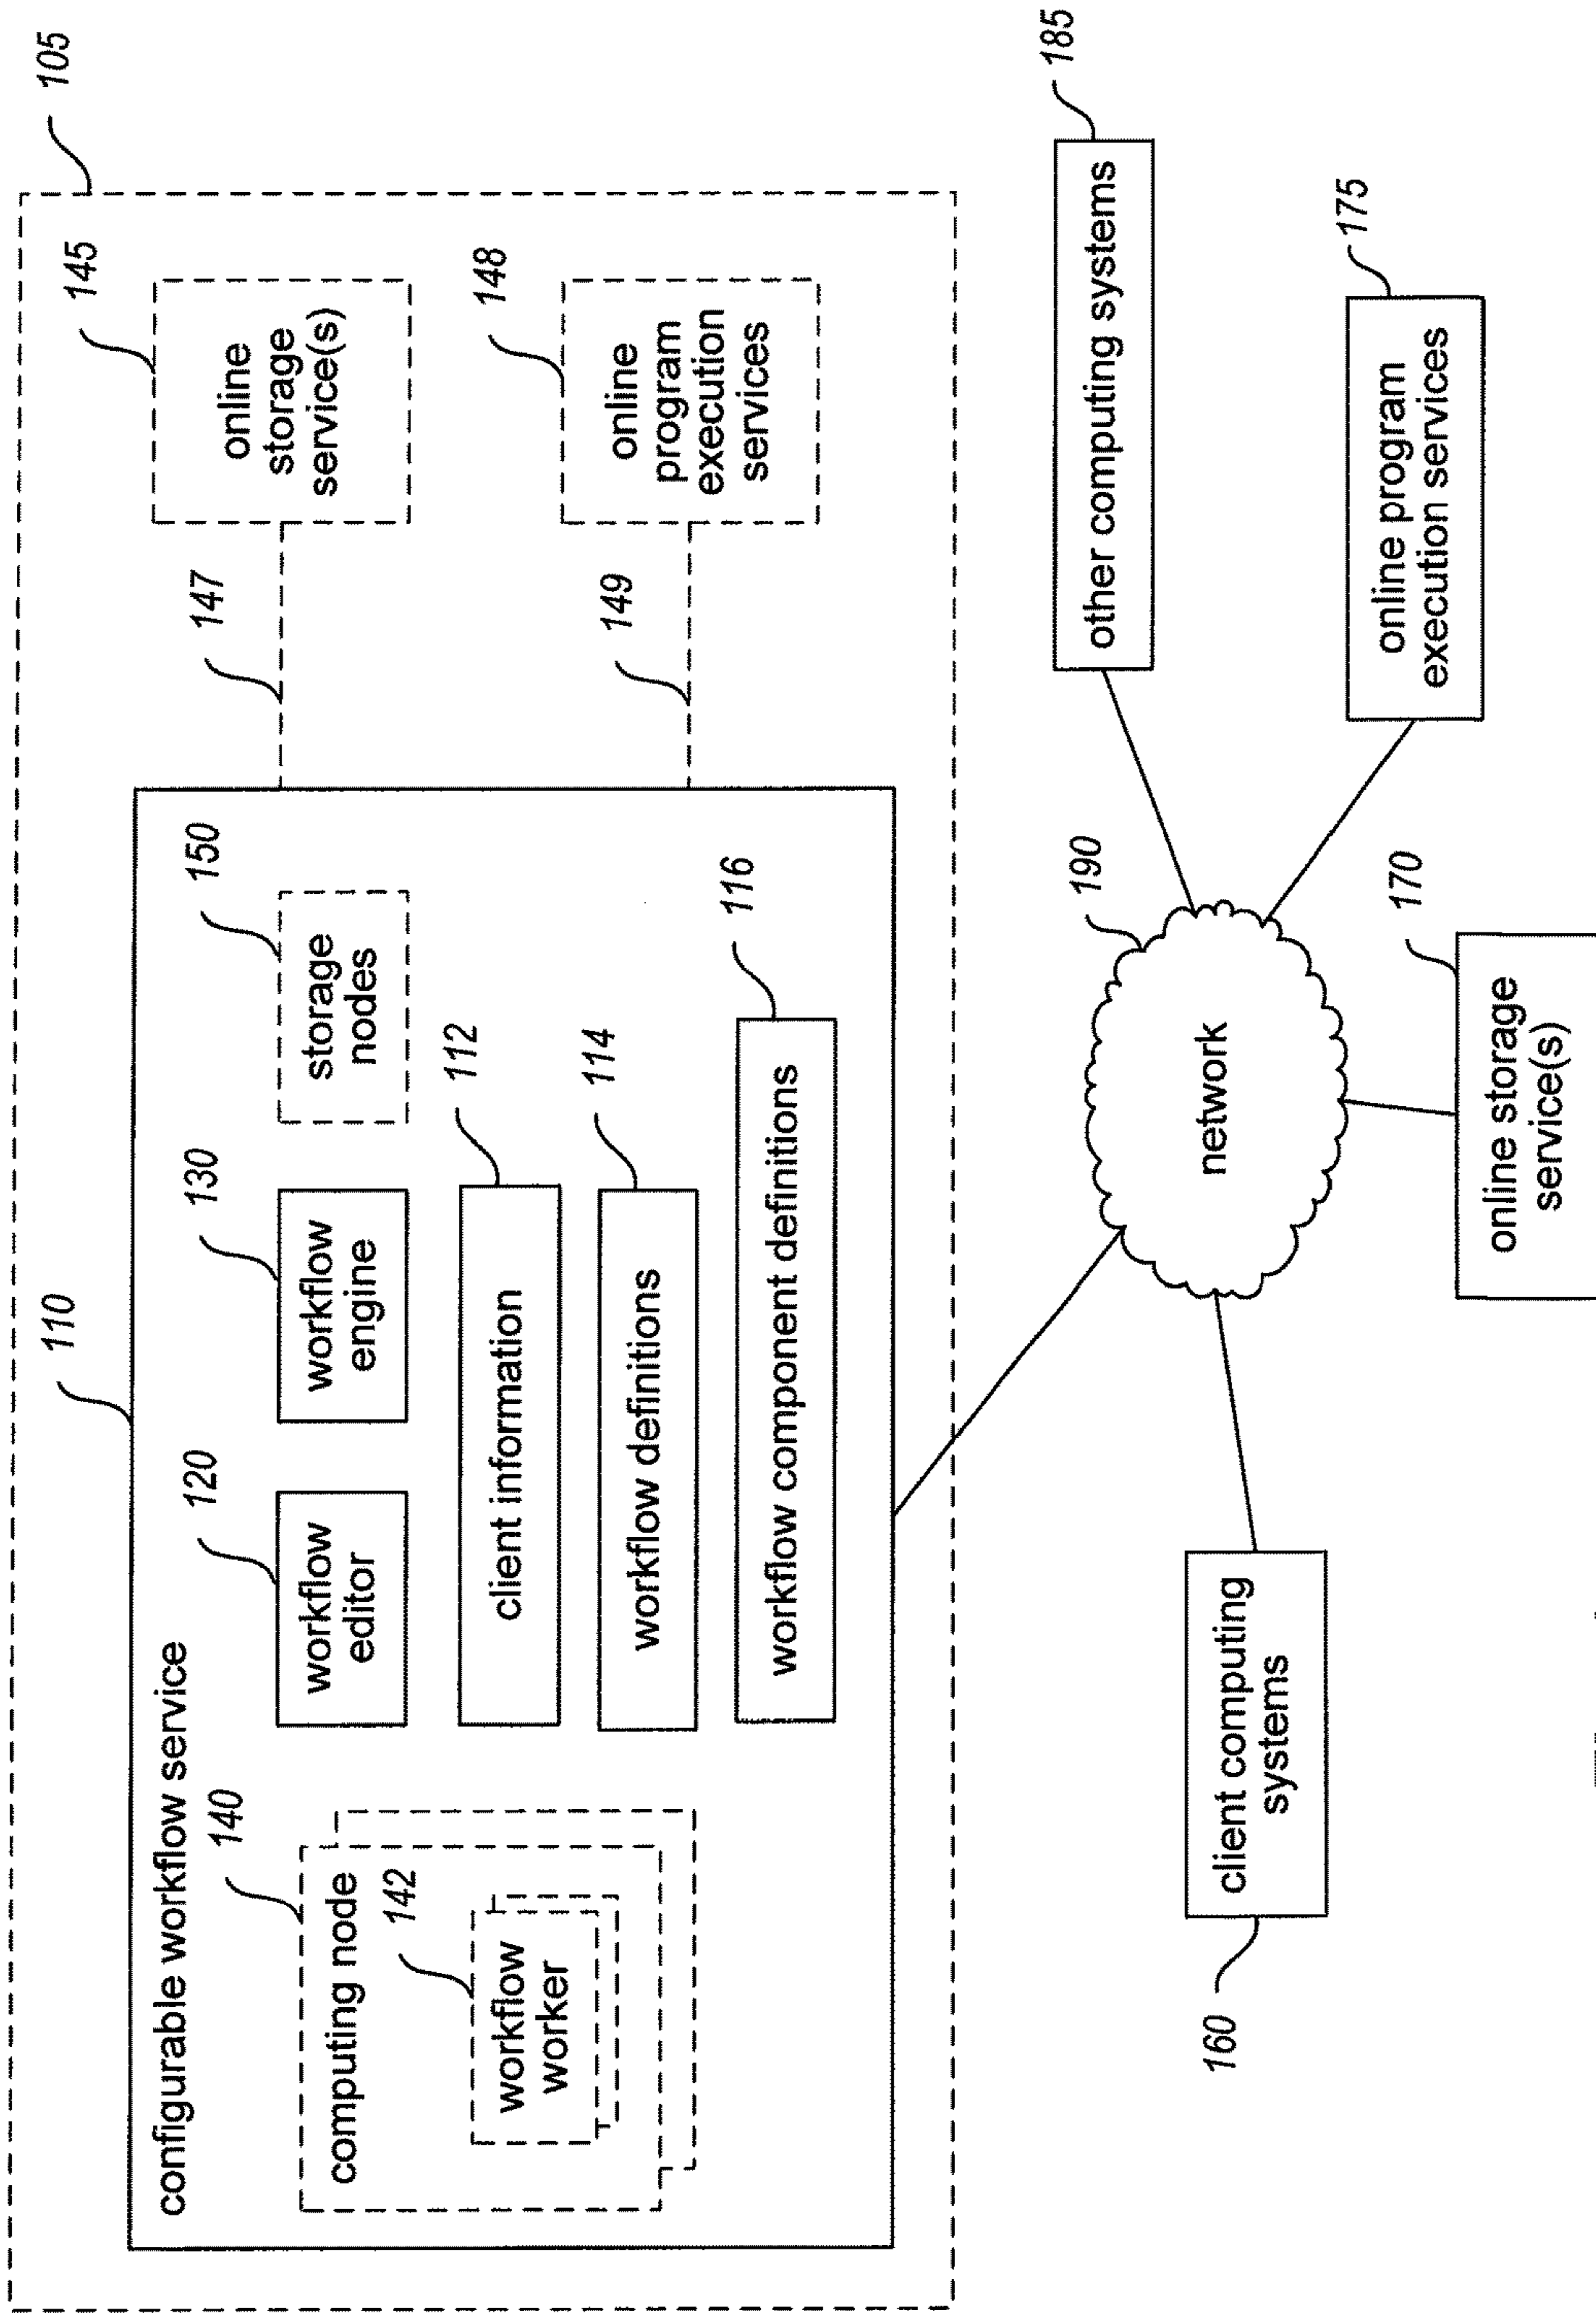 105
110
configurable workflow service
140
computing node
142
workflow
worker
120
workflow
editor
130
workflow
engine
150
storage
nodes
112
client information
114
workflow definitions
116
workflow component definitions
147
145
online
storage
service(s)
149
148
online
program
execution
services
190
network
160
client computing
systems
170
online storage
service(s)
175
online program
execution services
185
other computing systems